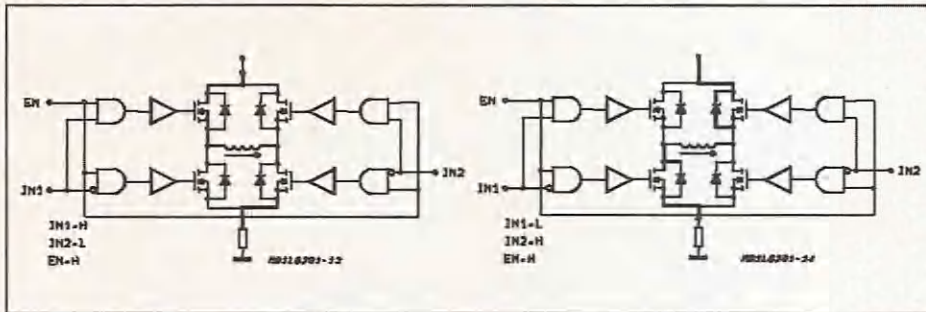 EN
IN1
IN2
IN1=H
IN2=L
EN=H
EN
IN1
IN2
IN1=L
IN2=H
EN=H